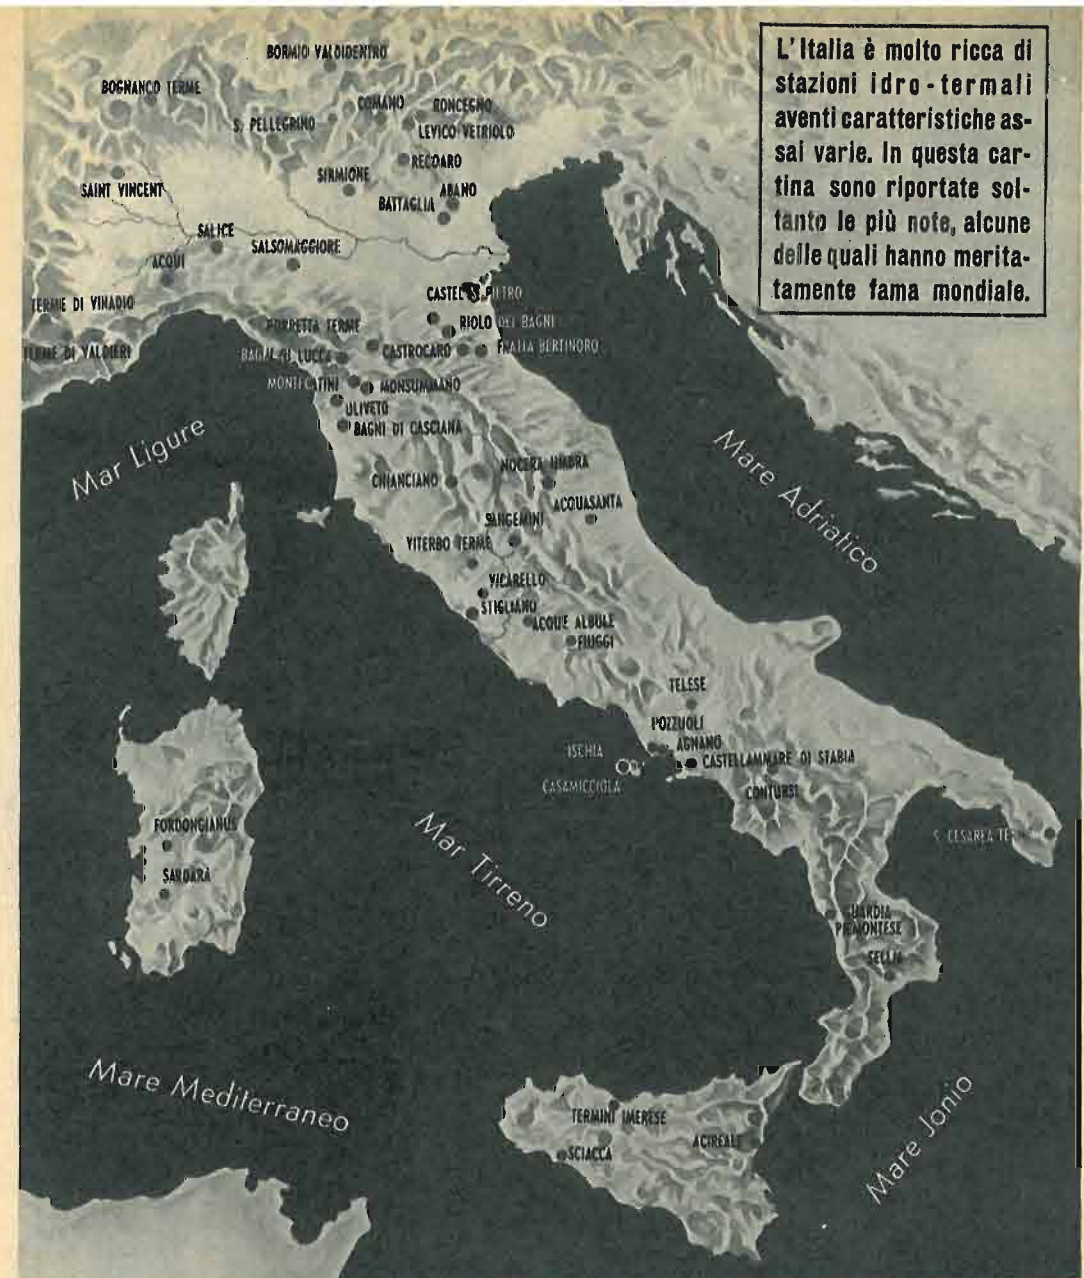 L'Italia è molto ricca di
stazioni idro-termali
aventi caratteristiche as-
sai varie. In questa car-
tina sono riportate sol-
tanto le più note, alcune
delle quali hanno merita-
tamente fama mondiale.
BORMIO VALDIDENTRO
BOGNANCO TERME
COMANO
RONCEGNO
S. PELLEGRINO
LEVICO VETRIOLO
RECOARO
SIRMIONE
SAINT VINCENT
ABANO
BATTAGLIA
SALICE
SALSOMAGGIORE
ACQUI
CASTEL S. PIETRO
TERME DI VINADIO
RIOLO DEI BAGNI
PORRETTA TERME
TERME DI VALDIERI
BAGNI DI LUCCA
CASTROCARO
FRATTA BERTINORO
MONTECATINI
MONSUMMANO
ULIVETO
BAGNI DI CASCIANA
Mar Ligure
Mare Adriatico
NOCERA UMBRA
CHIANCIANO
ACQUASANTA
SANGEMINI
VITERBO TERME
VICARELLO
STIGLIANO
ACQUE ALBULE
FIUGGI
TELESE
POZZUOLI
AGNANO
ISCHIA
CASTELLAMMARE DI STABIA
CASAMICCIOLA
CONTURSI
FORDONGIANUS
S. CESAREA TE
Mar Tirreno
SARDARA
GUARDIA
PIEMONTESE
SELLIA
Mare Mediterraneo
Mare Jonio
TERMINI IMERESE
ACIREALE
SCIACCA